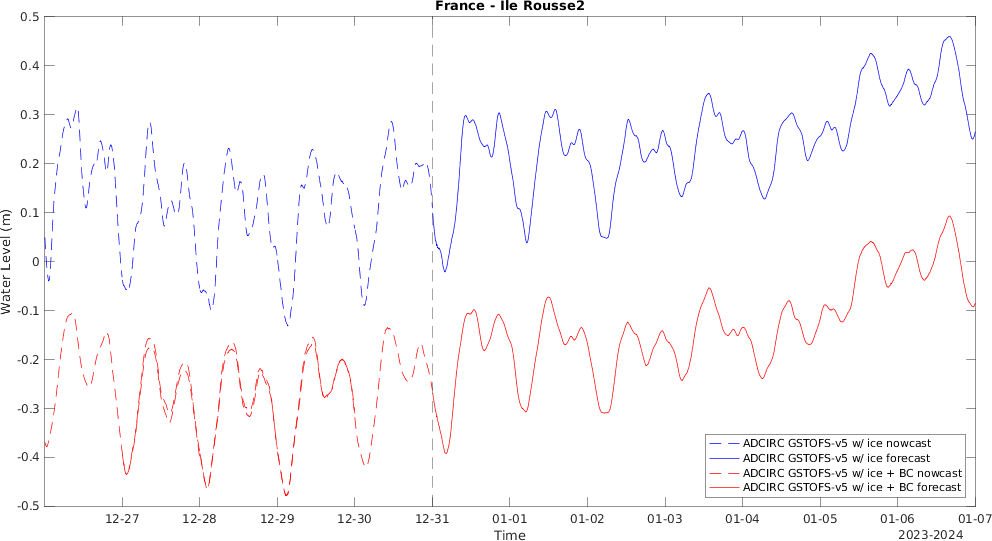 France - Ile Rousse2
0.5
0.4
0.3
0.2
0.1
0
-0.1
-0.2
-0.3
-0.4
-0.5
Water Level (m)
ADCIRC GSTOFS-v5 w/ ice nowcast
ADCIRC GSTOFS-v5 w/ ice forecast
ADCIRC GSTOFS-v5 w/ ice + BC nowcast
ADCIRC GSTOFS-v5 w/ ice + BC forecast
12-27 12-28 12-29 12-30 12-31 01-01 01-02 01-03 01-04 01-05 01-06 01-07
Time
2023-2024